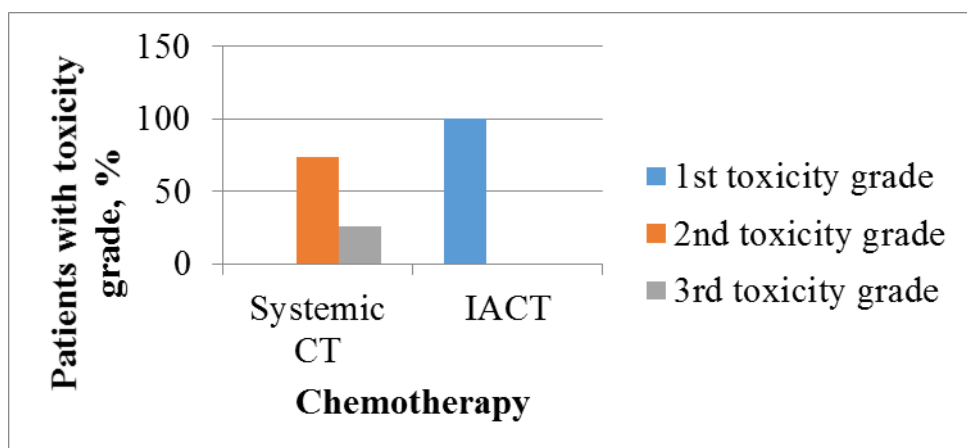 Patients with toxicity
grade, %
150
100
50
0
Systemic
CT
IACT
Chemotherapy
1st toxicity grade
2nd toxicity grade
3rd toxicity grade